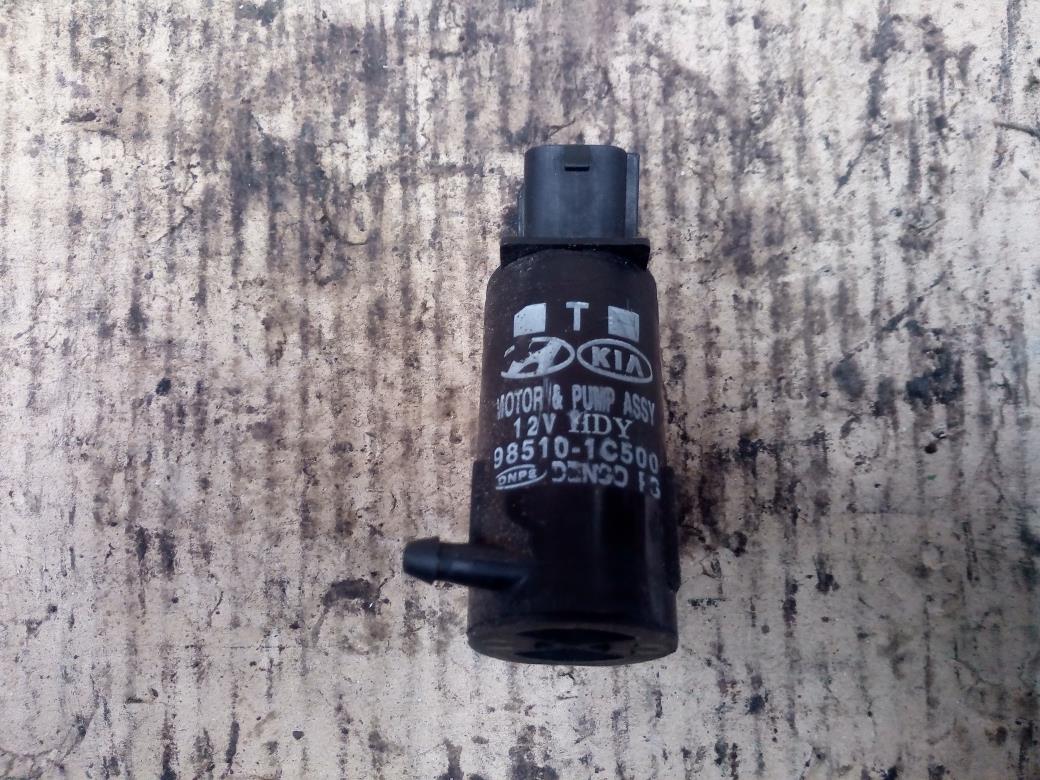 T
KIA
MOTOR & PUMP ASSY
12V HDY
98510-1C500
DNPS DENSO